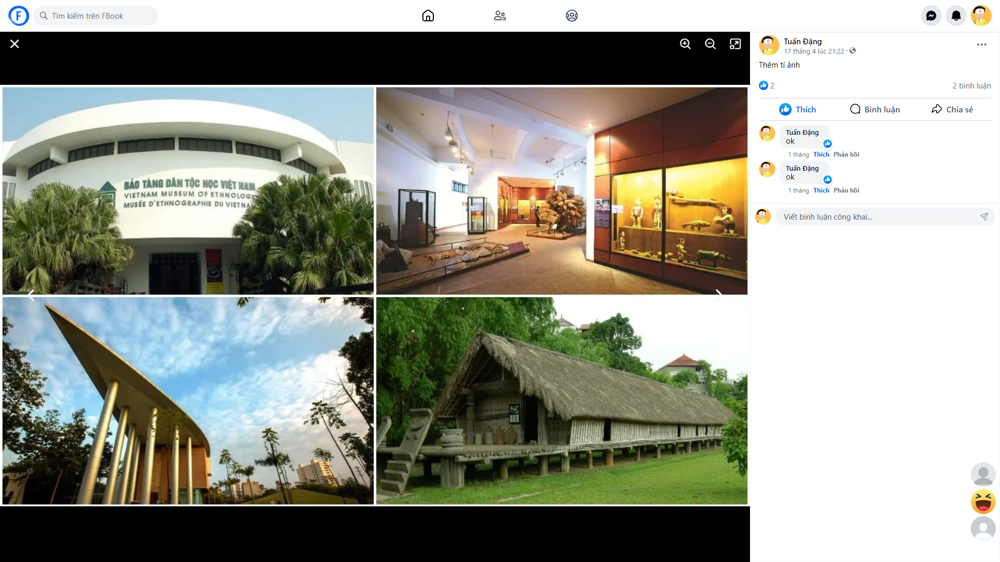 F
Tìm kiếm trên FBook
BẢO TÀNG DÂN TỘC HỌC VIỆT NAM
VIETNAM MUSEUM OF ETHNOLOGY
MUSÉE D'ETHNOGRAPHIE DU VIETNAM
Tuấn Đặng
17 tháng 4 lúc 21:22 ·
Thêm tí ảnh
2
2 bình luận
Thích
Bình luận
Chia sẻ
Tuấn Đặng
ok
1 tháng Thích Phản hồi
Tuấn Đặng
ok
1 tháng Thích Phản hồi
Viết bình luận công khai...